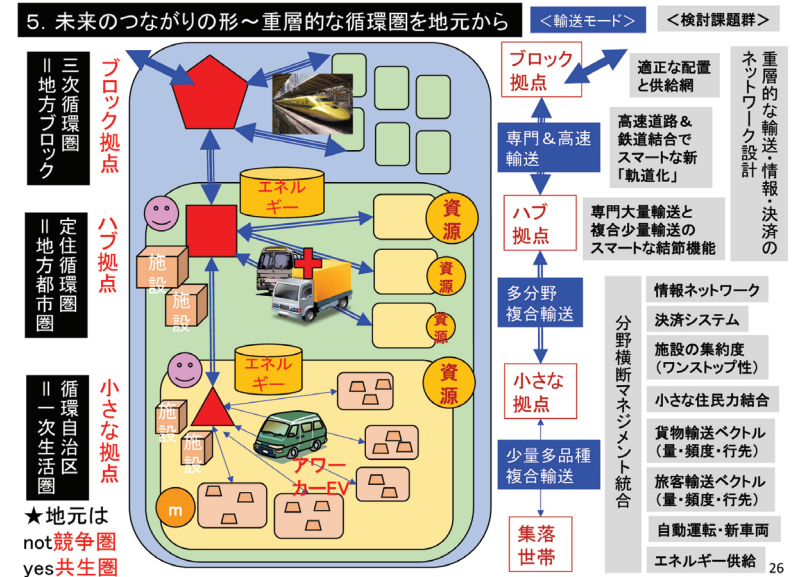 5．未来のつながりの形～重層的な循環圏を地元から
＜輸送モード＞
＜検討課題群＞
三次循環圏
＝地方ブロック
ブロック拠点
定住循環圏
＝地方都市圏
ハブ拠点
循環自治区
＝一次生活圏
小さな拠点
★地元は
not競争圏
yes共生圏
エネル
ギー
資
源
資
源
資
源
施
設
施
設
エネル
ギー
資
源
施
設
施
設
アワー
カーEV
m
ブロック
拠点
専門＆高速
輸送
ハブ
拠点
多分野
複合輸送
小さな
拠点
少量多品種
複合輸送
集落
世帯
適正な配置
と供給網
高速道路＆
鉄道結合で
スマートな新
「軌道化」
専門大量輸送と
複合少量輸送の
スマートな結節機能
重層的な輸送・情報・決済の
ネットワーク設計
分野横断マネジメント統合
情報ネットワーク
決済システム
施設の集約度
（ワンストップ性）
小さな住民力結合
貨物輸送ベクトル
（量・頻度・行先）
旅客輸送ベクトル
（量・頻度・行先）
自動運転・新車両
エネルギー供給
26